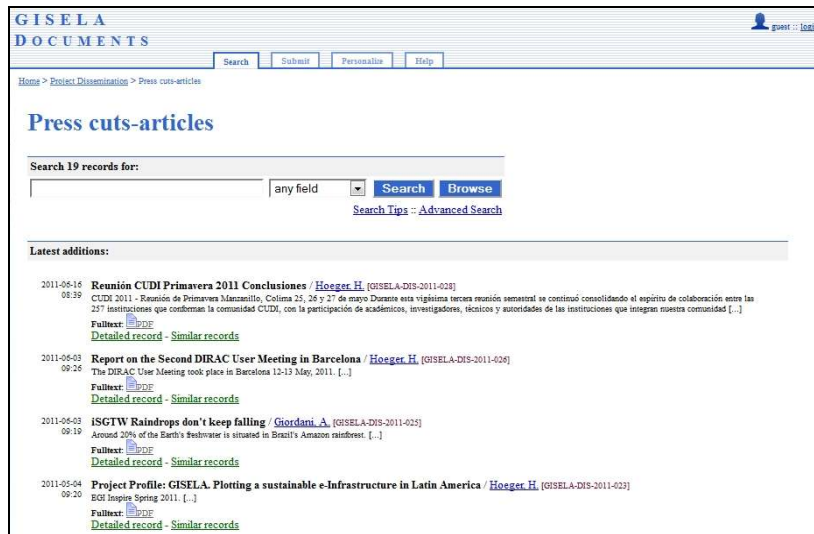 GISELA
DOCUMENTS
guest :: logi
Search Submit Personalize Help
Home > Project Dissemination > Press cuts-articles
Press cuts-articles
Search 19 records for:
any field Search Browse
Search Tips :: Advanced Search
Latest additions:
2011-06-16 Reunión CUDI Primavera 2011 Conclusiones / Hoeger, H. [GISELA-DIS-2011-028]
08:39 CUDI 2011 - Reunión de Primavera Manzanillo, Colima 25, 26 y 27 de mayo Durante esta vigésima tercera reunión semestral se continuó consolidando el espíritu de colaboración entre las
257 instituciones que conforman la comunidad CUDI, con la participación de académicos, investigadores, técnicos y autoridades de las instituciones que integran nuestra comunidad [...]
Fulltext: PDF
Detailed record - Similar records
2011-06-03 Report on the Second DIRAC User Meeting in Barcelona / Hoeger, H. [GISELA-DIS-2011-026]
09:26 The DIRAC User Meeting took place in Barcelona 12-13 May, 2011. [...]
Fulltext: PDF
Detailed record - Similar records
2011-06-03 iSGTW Raindrops don't keep falling / Giordani, A. [GISELA-DIS-2011-025]
09:19 Around 20% of the Earth's freshwater is situated in Brazil's Amazon rainforest. [...]
Fulltext: PDF
Detailed record - Similar records
2011-05-04 Project Profile: GISELA. Plotting a sustainable e-Infrastructure in Latin America / Hoeger, H. [GISELA-DIS-2011-023]
09:20 EGI Inspire Spring 2011. [...]
Fulltext: PDF
Detailed record - Similar records